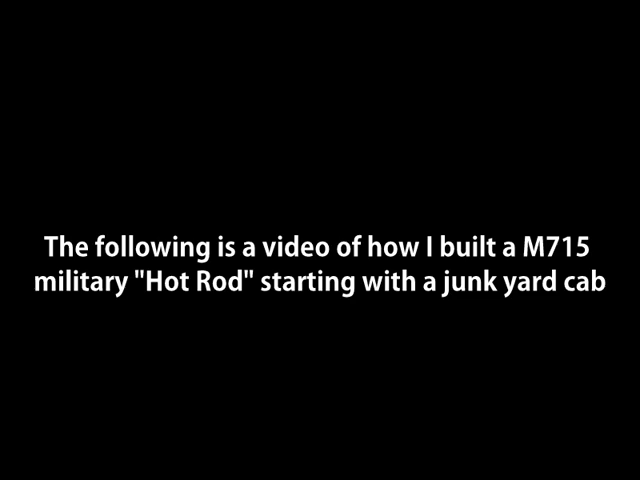 The following is a video of how I built a M715
military "Hot Rod" starting with a junk yard cab